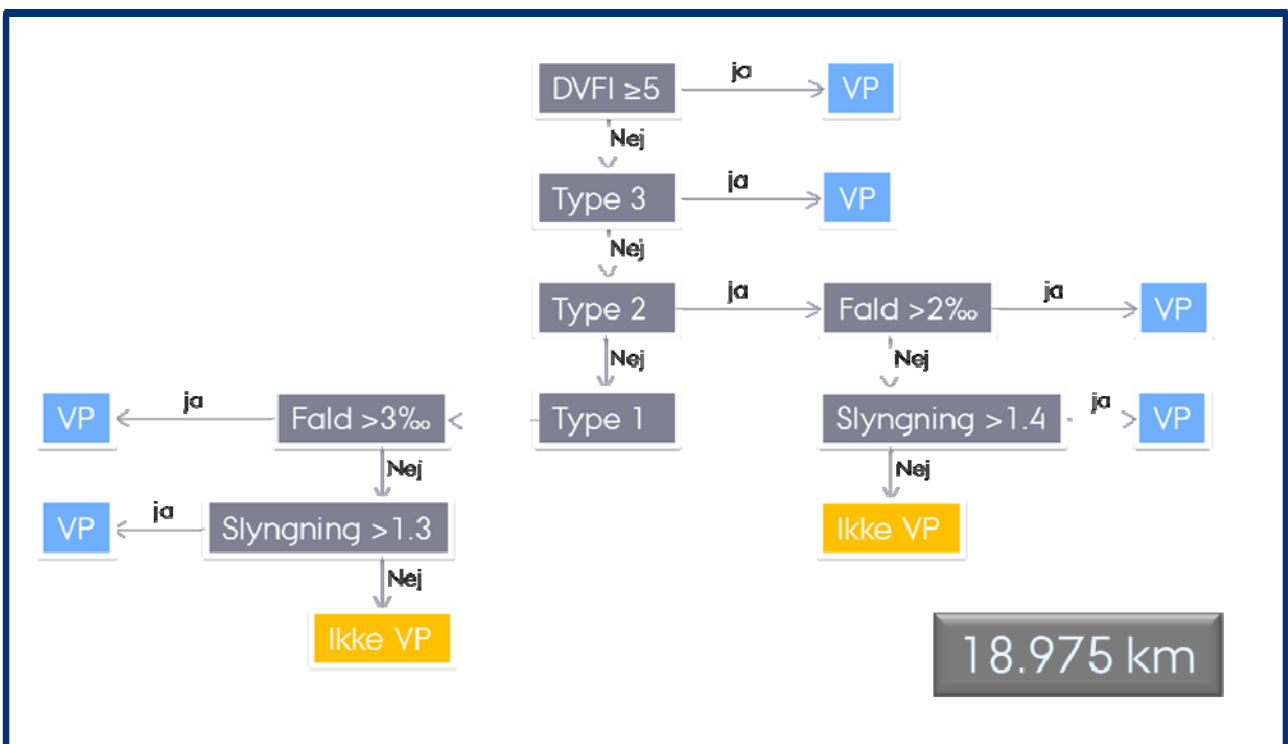 DVFI ≥5
ja
VP
Nej
Type 3
ja
VP
Nej
Type 2
ja
Fald >2‰
ja
VP
Nej
Nej
VP
ja
Fald >3‰
Type 1
Slyngning >1.4
ja
VP
Nej
Nej
VP
ja
Slyngning >1.3
Ikke VP
Nej
Ikke VP
18.975 km